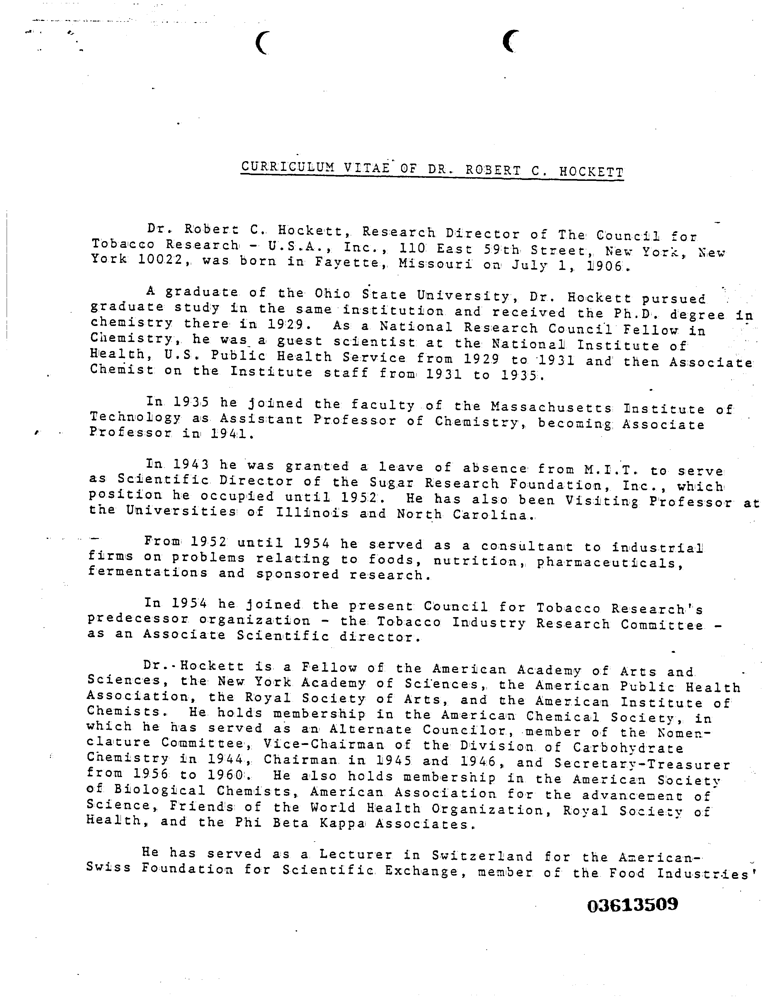 CURRICULUM VITAE OF DR. ROBERT C. HOCKETT
Dr. Robert C. Hockett, Research Director of The Council for
Tobacco Research - U.S.A., Inc., 110 East 59th Street, New York, New
York 10022, was born in Fayette, Missouri on July 1, 1906.
A graduate of the Ohio State University, Dr. Hockett pursued
graduate study in the same institution and received the Ph.D. degree in
chemistry there in 1929. As a National Research Council Fellow in
Chemistry, he was a guest scientist at the National Institute of
Health, U.S. Public Health Service from 1929 to 1931 and then Associate
Chemist on the Institute staff from 1931 to 1935.
In 1935 he joined the faculty of the Massachusetts Institute of
Technology as Assistant Professor of Chemistry, becoming Associate
Professor in 1941.
In 1943 he was granted a leave of absence from M.I.T. to serve
as Scientific Director of the Sugar Research Foundation, Inc., which
position he occupied until 1952. He has also been Visiting Professor at
the Universities of Illinois and North Carolina.
From 1952 until 1954 he served as a consultant to industrial
firms on problems relating to foods, nutrition, pharmaceuticals,
fermentations and sponsored research.
In 1954 he joined the present Council for Tobacco Research's
predecessor organization - the Tobacco Industry Research Committee -
as an Associate Scientific director.
Dr. Hockett is a Fellow of the American Academy of Arts and
Sciences, the New York Academy of Sciences, the American Public Health
Association, the Royal Society of Arts, and the American Institute of
Chemists. He holds membership in the American Chemical Society, in
which he has served as an Alternate Councilor, member of the Nomen-
clature Committee, Vice-Chairman of the Division of Carbohydrate
Chemistry in 1944, Chairman in 1945 and 1946, and Secretary-Treasurer
from 1956 to 1960. He also holds membership in the American Society
of Biological Chemists, American Association for the advancement of
Science, Friends of the World Health Organization, Royal Society of
Health, and the Phi Beta Kappa Associates.
He has served as a Lecturer in Switzerland for the American-
Swiss Foundation for Scientific Exchange, member of the Food Industries'
03613509